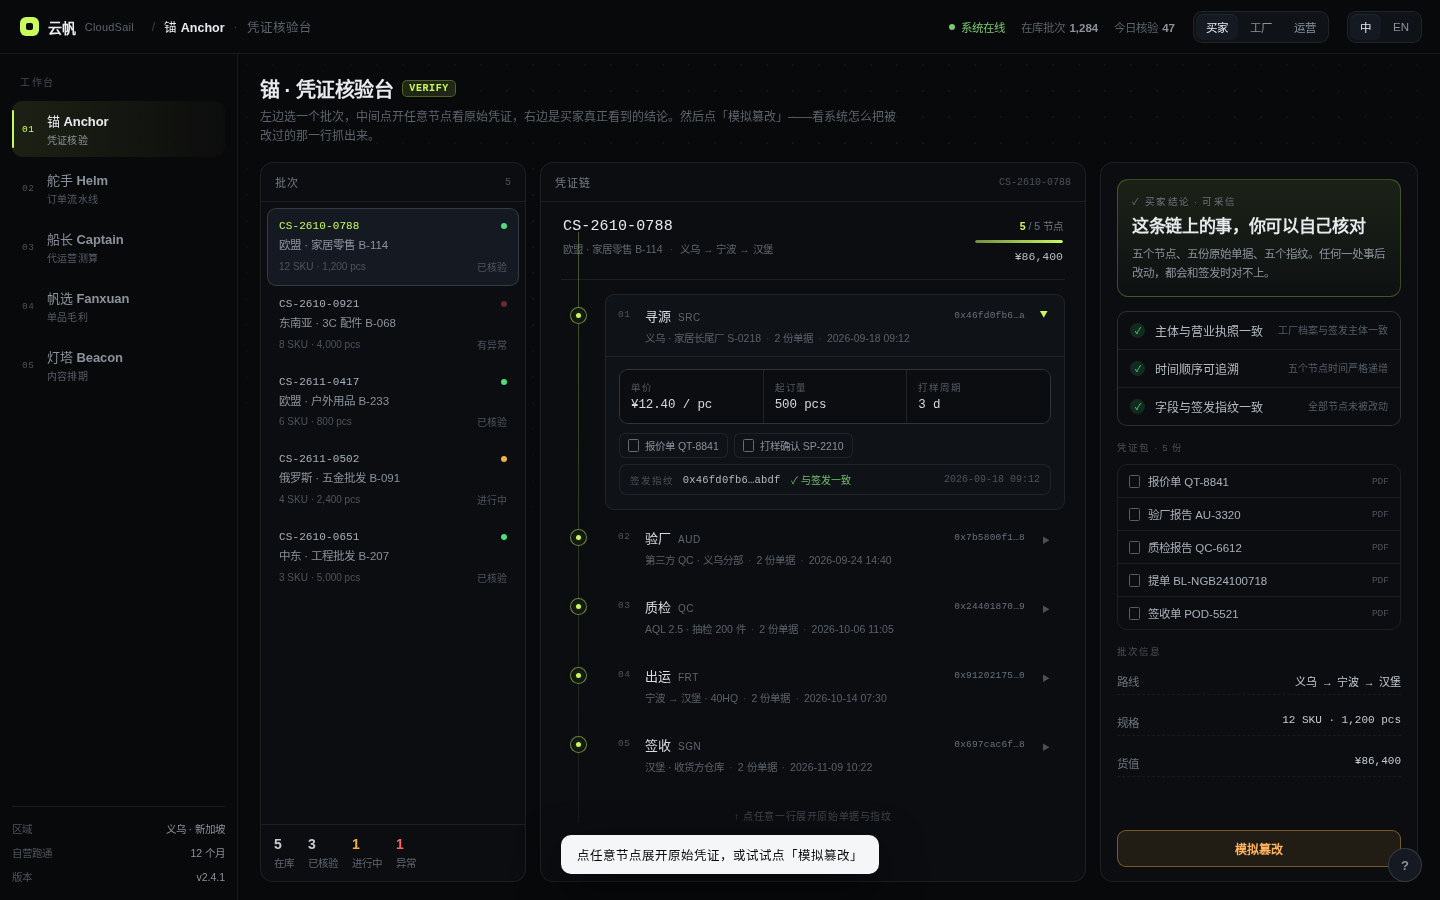 云帆 CloudSail / 锚 Anchor · 凭证核验台
系统在线 在库批次 1,284 今日核验 47 买家 工厂 运营 中 EN
工作台
01 锚 Anchor
凭证核验
02 舵手 Helm
订单流水线
03 船长 Captain
代运营测算
04 帆选 Fanxuan
单品毛利
05 灯塔 Beacon
内容排期
区域 义乌 · 新加坡
自营跑通 12 个月
版本 v2.4.1
锚 · 凭证核验台 VERIFY
左边选一个批次，中间点开任意节点看原始凭证，右边是买家真正看到的结论。然后点「模拟篡改」——看系统怎么把被
改过的那一行抓出来。
批次 5
CS-2610-0788
欧盟 · 家居零售 B-114
12 SKU · 1,200 pcs 已核验
CS-2610-0921
东南亚 · 3C 配件 B-068
8 SKU · 4,000 pcs 有异常
CS-2611-0417
欧盟 · 户外用品 B-233
6 SKU · 800 pcs 已核验
CS-2611-0502
俄罗斯 · 五金批发 B-091
4 SKU · 2,400 pcs 进行中
CS-2610-0651
中东 · 工程批发 B-207
3 SKU · 5,000 pcs 已核验
5 3 1 1
在库 已核验 进行中 异常
凭证链 CS-2610-0788
CS-2610-0788 5 / 5 节点
欧盟 · 家居零售 B-114 · 义乌 → 宁波 → 汉堡 ¥86,400
01 寻源 SRC 0x46fd0fb6…a ▼
义乌 · 家居长尾厂 S-0218 · 2 份单据 · 2026-09-18 09:12
单价 起订量 打样周期
¥12.40 / pc 500 pcs 3 d
报价单 QT-8841 打样确认 SP-2210
签发指纹 0x46fd0fb6…abdf ✓ 与签发一致 2026-09-18 09:12
02 验厂 AUD 0x7b5800f1…8 ▶
第三方 QC · 义乌分部 · 2 份单据 · 2026-09-24 14:40
03 质检 QC 0x24401870…9 ▶
AQL 2.5 · 抽检 200 件 · 2 份单据 · 2026-10-06 11:05
04 出运 FRT 0x91202175…0 ▶
宁波 → 汉堡 · 40HQ · 2 份单据 · 2026-10-14 07:30
05 签收 SGN 0x697cac6f…8 ▶
汉堡 · 收货方仓库 · 2 份单据 · 2026-11-09 10:22
↑ 点任意一行展开原始单据与指纹
点任意节点展开原始凭证，或试试点「模拟篡改」
✓ 买家结论 · 可采信
这条链上的事，你可以自己核对
五个节点、五份原始单据、五个指纹。任何一处事后
改动，都会和签发时对不上。
✓ 主体与营业执照一致 工厂档案与签发主体一致
✓ 时间顺序可追溯 五个节点时间严格递增
✓ 字段与签发指纹一致 全部节点未被改动
凭证包 · 5 份
报价单 QT-8841 PDF
验厂报告 AU-3320 PDF
质检报告 QC-6612 PDF
提单 BL-NGB24100718 PDF
签收单 POD-5521 PDF
批次信息
路线 义乌 → 宁波 → 汉堡
规格 12 SKU · 1,200 pcs
货值 ¥86,400
模拟篡改
?